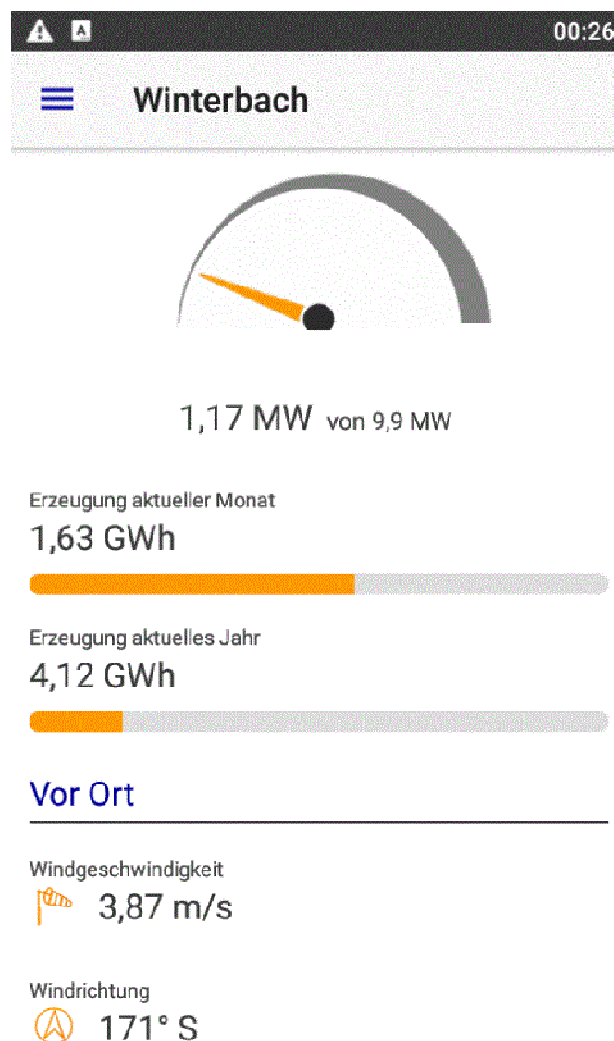 A 00:26
Winterbach
1,17 MW von 9,9 MW
Erzeugung aktueller Monat
1,63 GWh
Erzeugung aktuelles Jahr
4,12 GWh
Vor Ort
Windgeschwindigkeit
3,87 m/s
Windrichtung
171° S